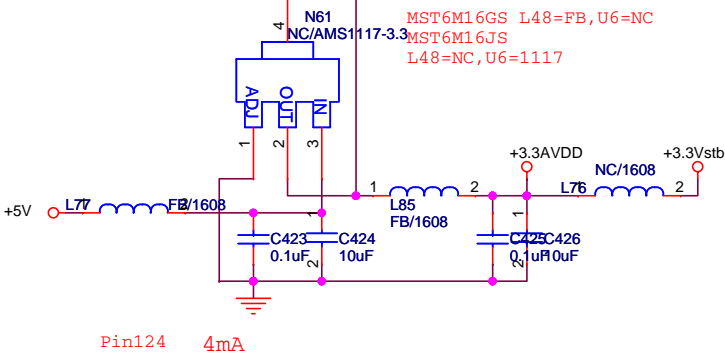 4
N61
NC/AMS1117-3.3
MST6M16GS L48=FB,U6=NC
MST6M16JS
L48=NC,U6=1117
ADJ
OUT
IN
1
2
3
+3.3AVDD
+3.3Vstb
NC/1608
+5V
L77
FB/1608
1
2
L85
FB/1608
L76
2
1
C423
0.1uF
1
C424
10uF
2
C425
0.1uF
1
C426
10uF
2
Pin124
4mA